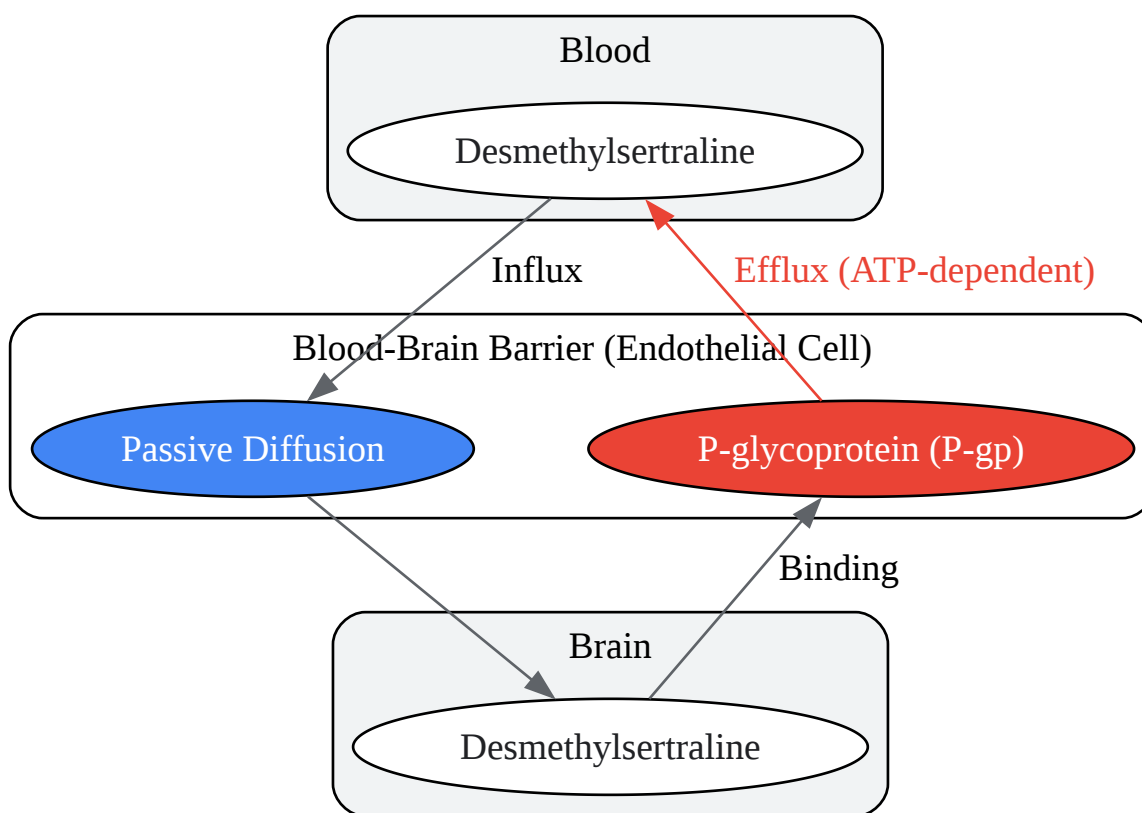 Blood
Desmethylsertraline
Influx
Efflux (ATP-dependent)
Blood-Brain Barrier (Endothelial Cell)
Passive Diffusion
P-glycoprotein (P-gp)
Binding
Brain
Desmethylsertraline